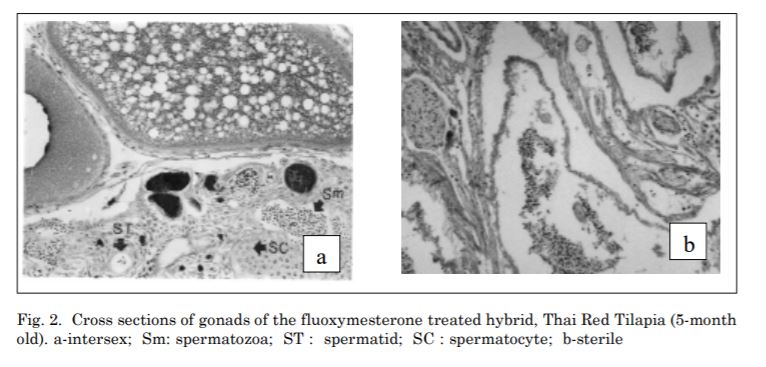 Sm
ST
SC
a
b
Fig. 2. Cross sections of gonads of the fluoxymesterone treated hybrid, Thai Red Tilapia (5-month
old). a-intersex; Sm: spermatozoa; ST : spermatid; SC : spermatocyte; b-sterile